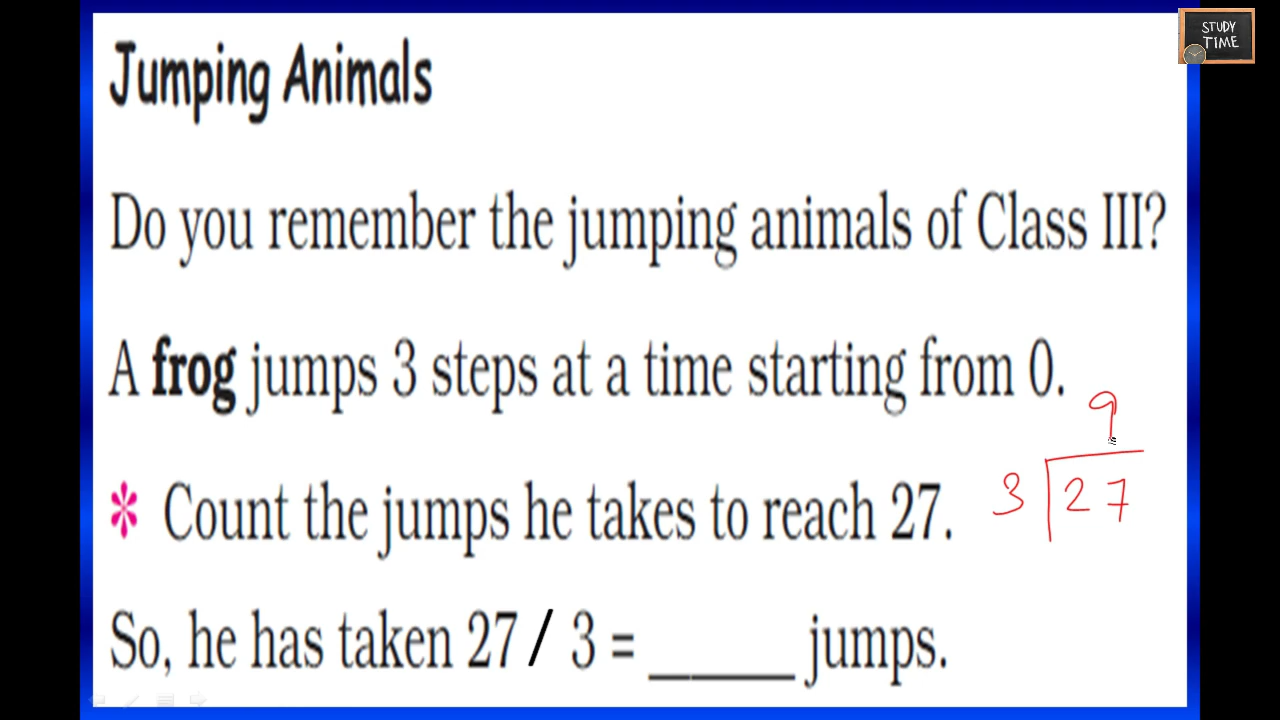 STUDY
TIME
Jumping Animals
Do you remember the jumping animals of Class III?
A frog jumps 3 steps at a time starting from 0.
* Count the jumps he takes to reach 27.
9
3 27
So, he has taken 27 / 3 = ______ jumps.